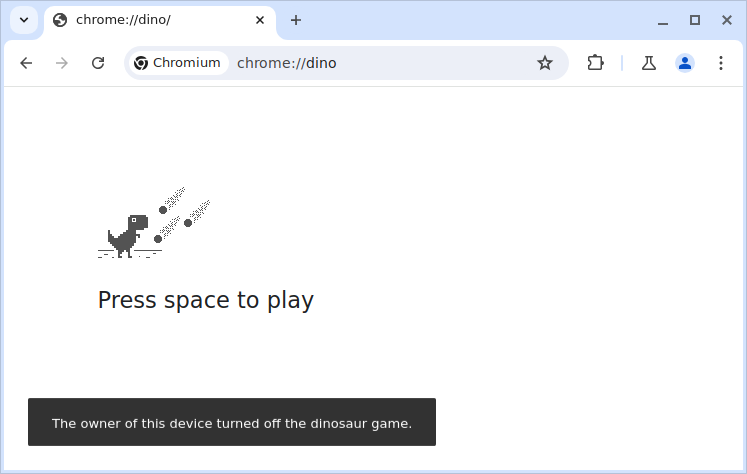 chrome://dino/
Chromium chrome://dino
Press space to play
The owner of this device turned off the dinosaur game.